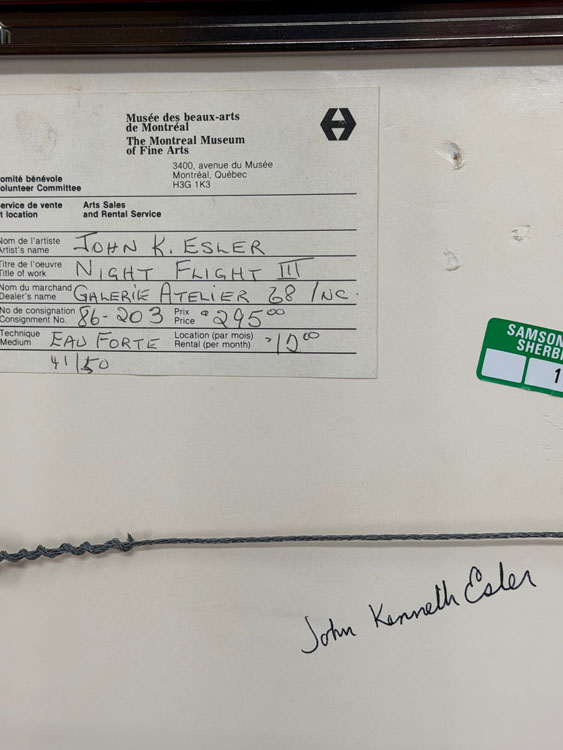 Musée des beaux-arts
de Montréal
The Montreal Museum
of Fine Arts
3400, avenue du Musée
Montréal, Québec
H3G 1K3
omité bénévole
olunteer Committee
ervice de vente
t location
Arts Sales
and Rental Service
Nom de l'artiste
Artist's name
JOHN K. ESLER
Titre de l'oeuvre
Title of work
NIGHT FLIGHT III
Nom du marchand
Dealer's name
GALERIE ATELIER 68 INC.
No de consignation
Consignment No.
86-203
Prix
Price
$295.00
Technique
Medium
EAU FORTE
Location (par mois)
Rental (per month)
41/50
SAMSON
SHERB
1
John Kenneth Esler